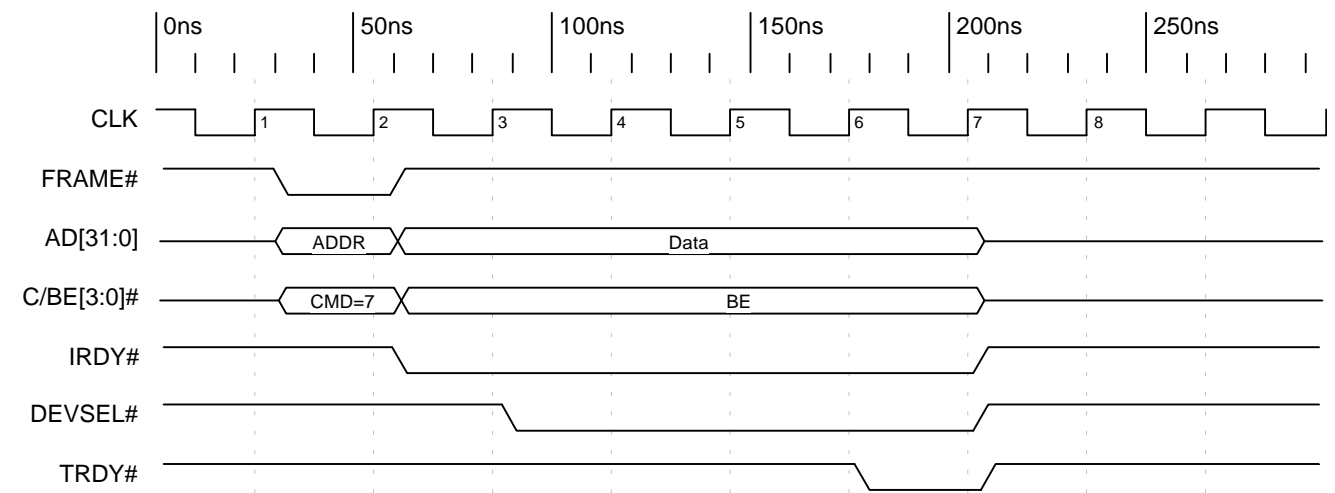 0ns 50ns 100ns 150ns 200ns 250ns
CLK 1 2 3 4 5 6 7 8
FRAME#
AD[31:0] ADDR Data
C/BE[3:0]# CMD=7 BE
IRDY#
DEVSEL#
TRDY#